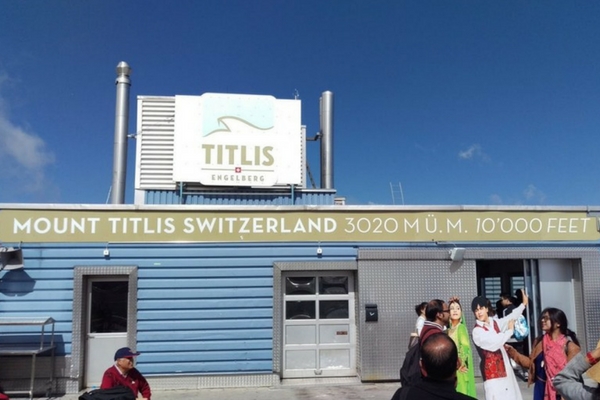 TITLIS
ENGELBERG
MOUNT TITLIS SWITZERLAND 3020 M Ü. M. 10'000 FEET